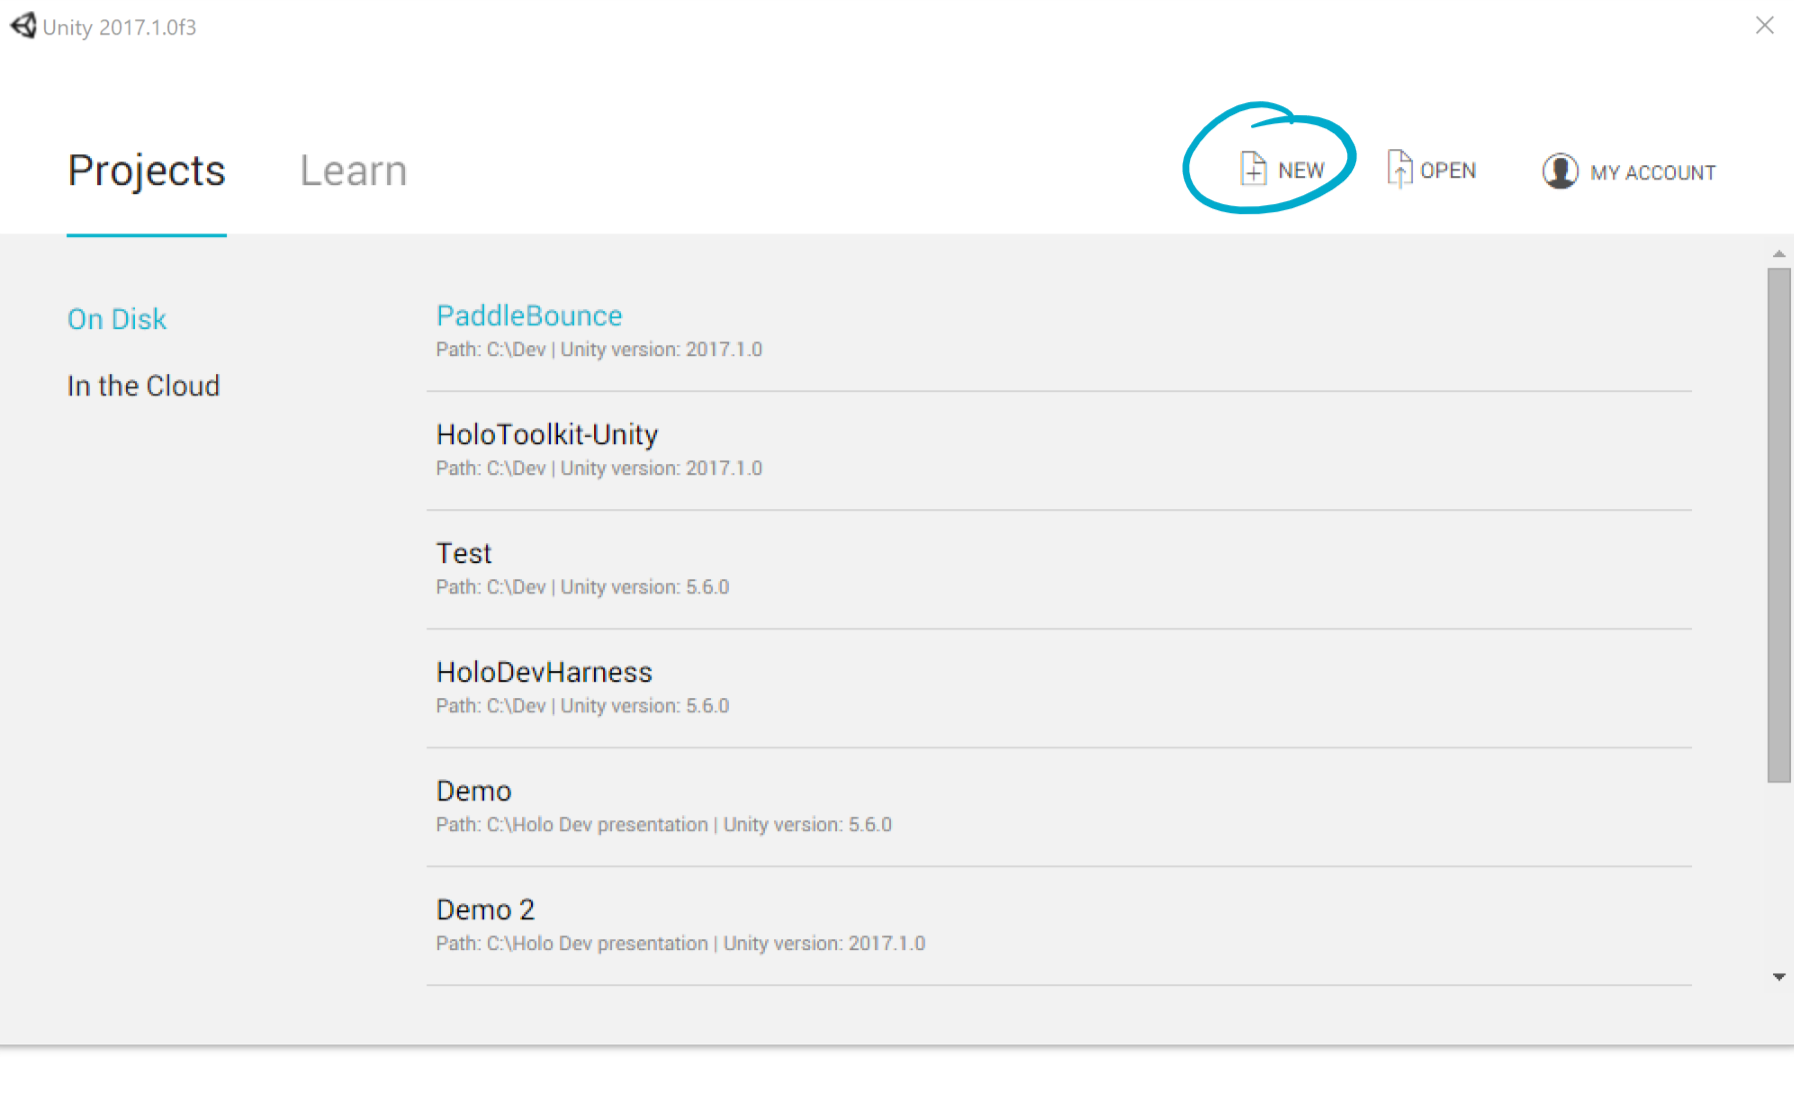 Unity 2017.1.0f3
Projects
Learn
NEW
OPEN
MY ACCOUNT
On Disk
In the Cloud
PaddleBounce
Path: C:\Dev | Unity version: 2017.1.0
HoloToolkit-Unity
Path: C:\Dev | Unity version: 2017.1.0
Test
Path: C:\Dev | Unity version: 5.6.0
HoloDevHarness
Path: C:\Dev | Unity version: 5.6.0
Demo
Path: C:\Holo Dev presentation | Unity version: 5.6.0
Demo 2
Path: C:\Holo Dev presentation | Unity version: 2017.1.0